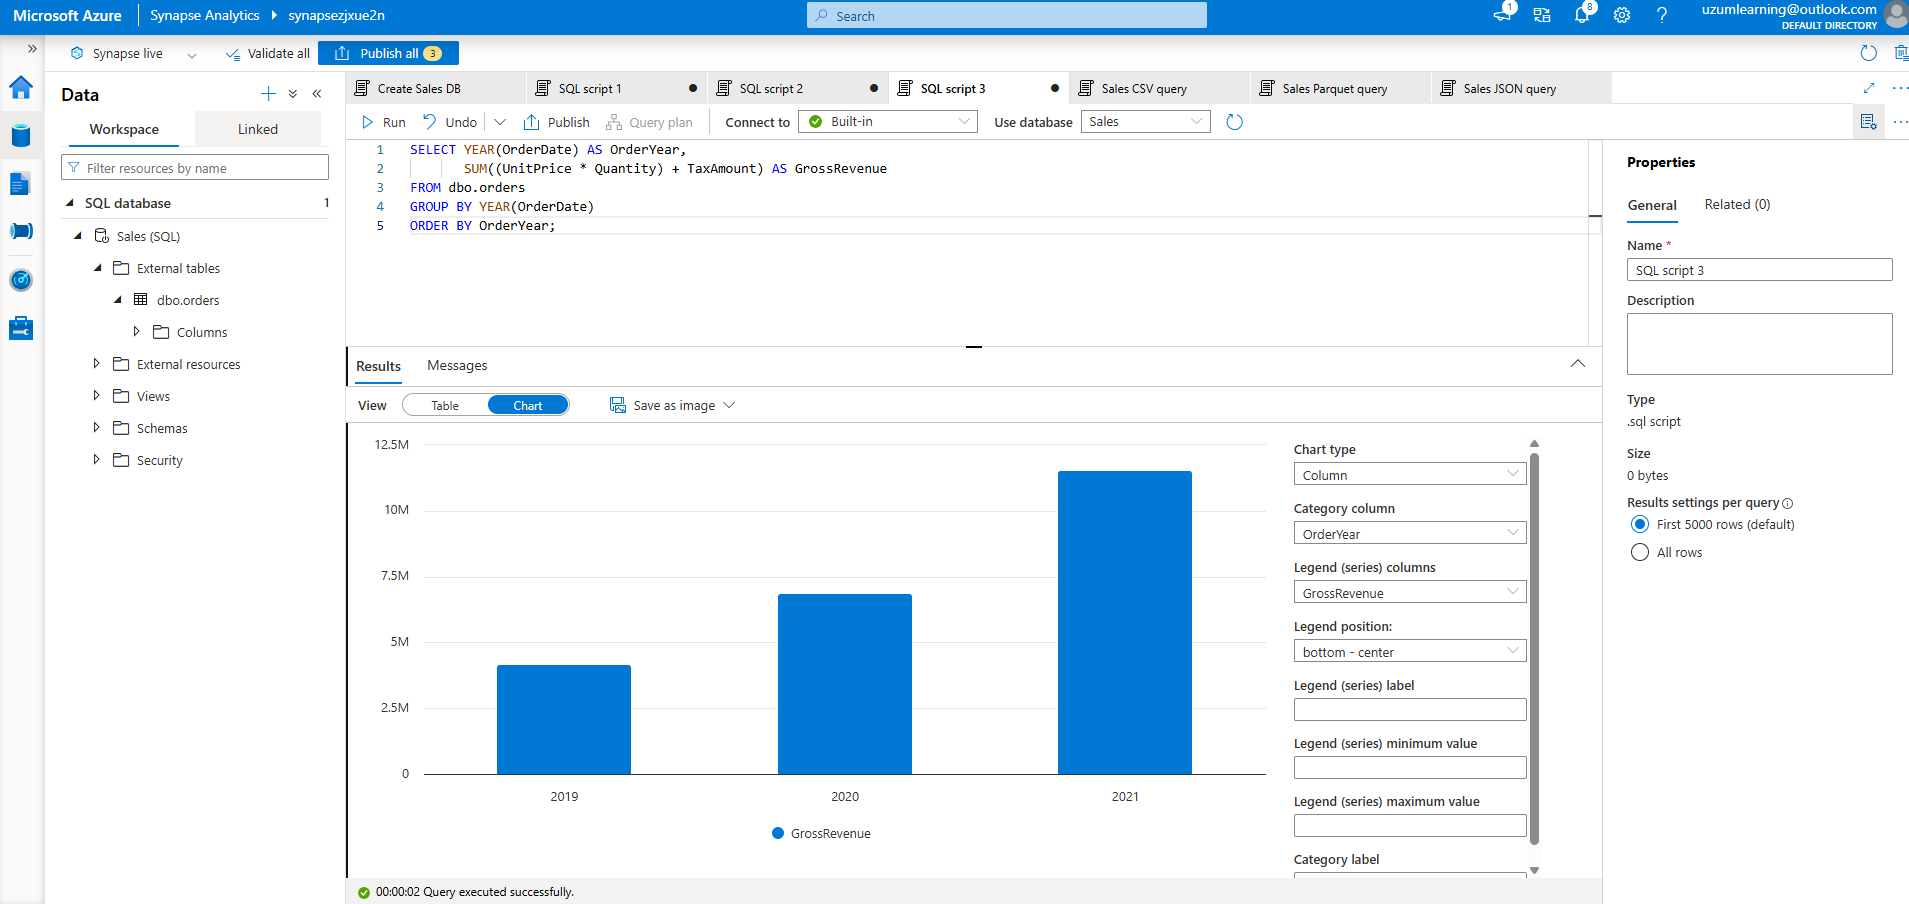 Microsoft Azure
Synapse Analytics
synapsezjxue2n
Search
1
8
?
uzumlearning@outlook.com
DEFAULT DIRECTORY
Synapse live
Validate all
Publish all 3
Data
Workspace
Linked
Filter resources by name
SQL database
1
Sales (SQL)
External tables
dbo.orders
Columns
External resources
Views
Schemas
Security
Create Sales DB
SQL script 1
SQL script 2
SQL script 3
Sales CSV query
Sales Parquet query
Sales JSON query
Run
Undo
Publish
Query plan
Connect to
Built-in
Use database
Sales
1 SELECT YEAR(OrderDate) AS OrderYear,
2 SUM((UnitPrice * Quantity) + TaxAmount) AS GrossRevenue
3 FROM dbo.orders
4 GROUP BY YEAR(OrderDate)
5 ORDER BY OrderYear;
Results
Messages
View
Table
Chart
Save as image
12.5M
10M
7.5M
5M
2.5M
0
2019
2020
2021
GrossRevenue
Chart type
Column
Category column
OrderYear
Legend (series) columns
GrossRevenue
Legend position:
bottom - center
Legend (series) label
Legend (series) minimum value
Legend (series) maximum value
Category label
00:00:02 Query executed successfully.
Properties
General
Related (0)
Name *
SQL script 3
Description
Type
.sql script
Size
0 bytes
Results settings per query
First 5000 rows (default)
All rows